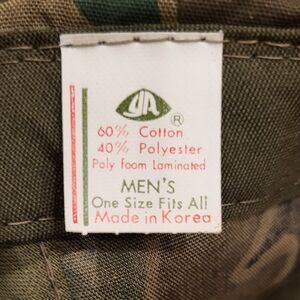 YA
®
60% Cotton
40% Polyester
Poly foam Laminated
MEN'S
One Size Fits All
Made in Korea